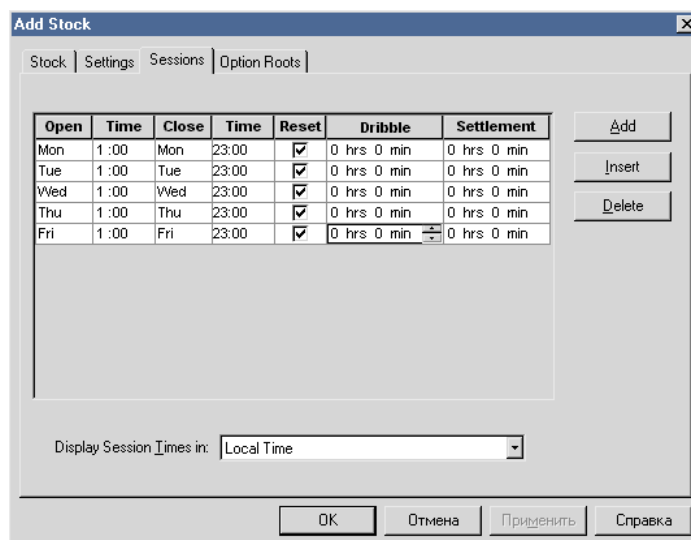 Add Stock
Stock Settings Sessions Option Roots
Open Time Close Time Reset Dribble Settlement
Mon 1 :00 Mon 23:00 0 hrs 0 min 0 hrs 0 min
Tue 1 :00 Tue 23:00 0 hrs 0 min 0 hrs 0 min
Wed 1 :00 Wed 23:00 0 hrs 0 min 0 hrs 0 min
Thu 1 :00 Thu 23:00 0 hrs 0 min 0 hrs 0 min
Fri 1 :00 Fri 23:00 0 hrs 0 min 0 hrs 0 min
Add
Insert
Delete
Display Session Times in: Local Time
OK Отмена Применить Справка